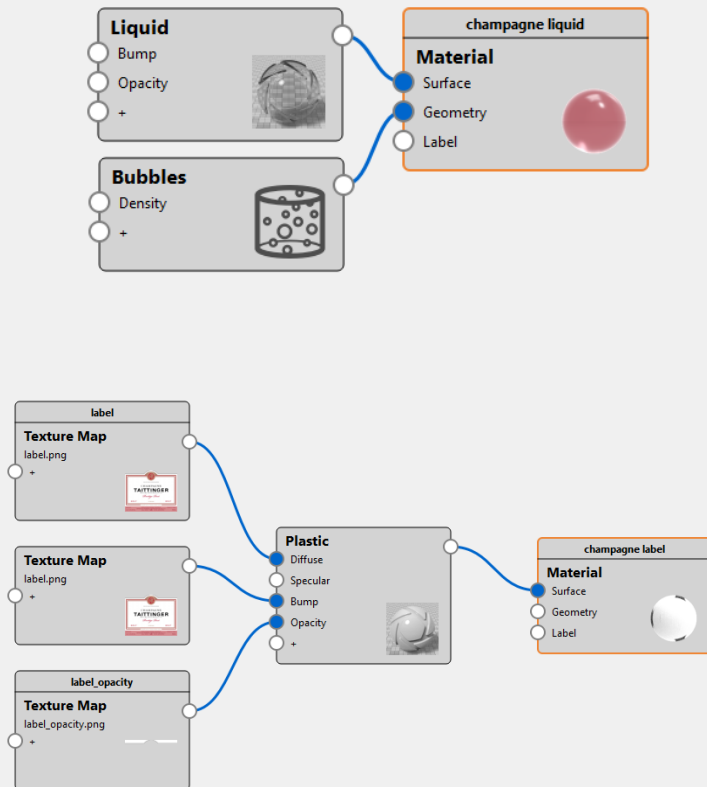 Liquid
Bump
Opacity
+
champagne liquid
Material
Surface
Geometry
Label
Bubbles
Density
+
label
Texture Map
label.png
+
TAITTINGER
Texture Map
label.png
+
TAITTINGER
label_opacity
Texture Map
label_opacity.png
+
Plastic
Diffuse
Specular
Bump
Opacity
+
champagne label
Material
Surface
Geometry
Label